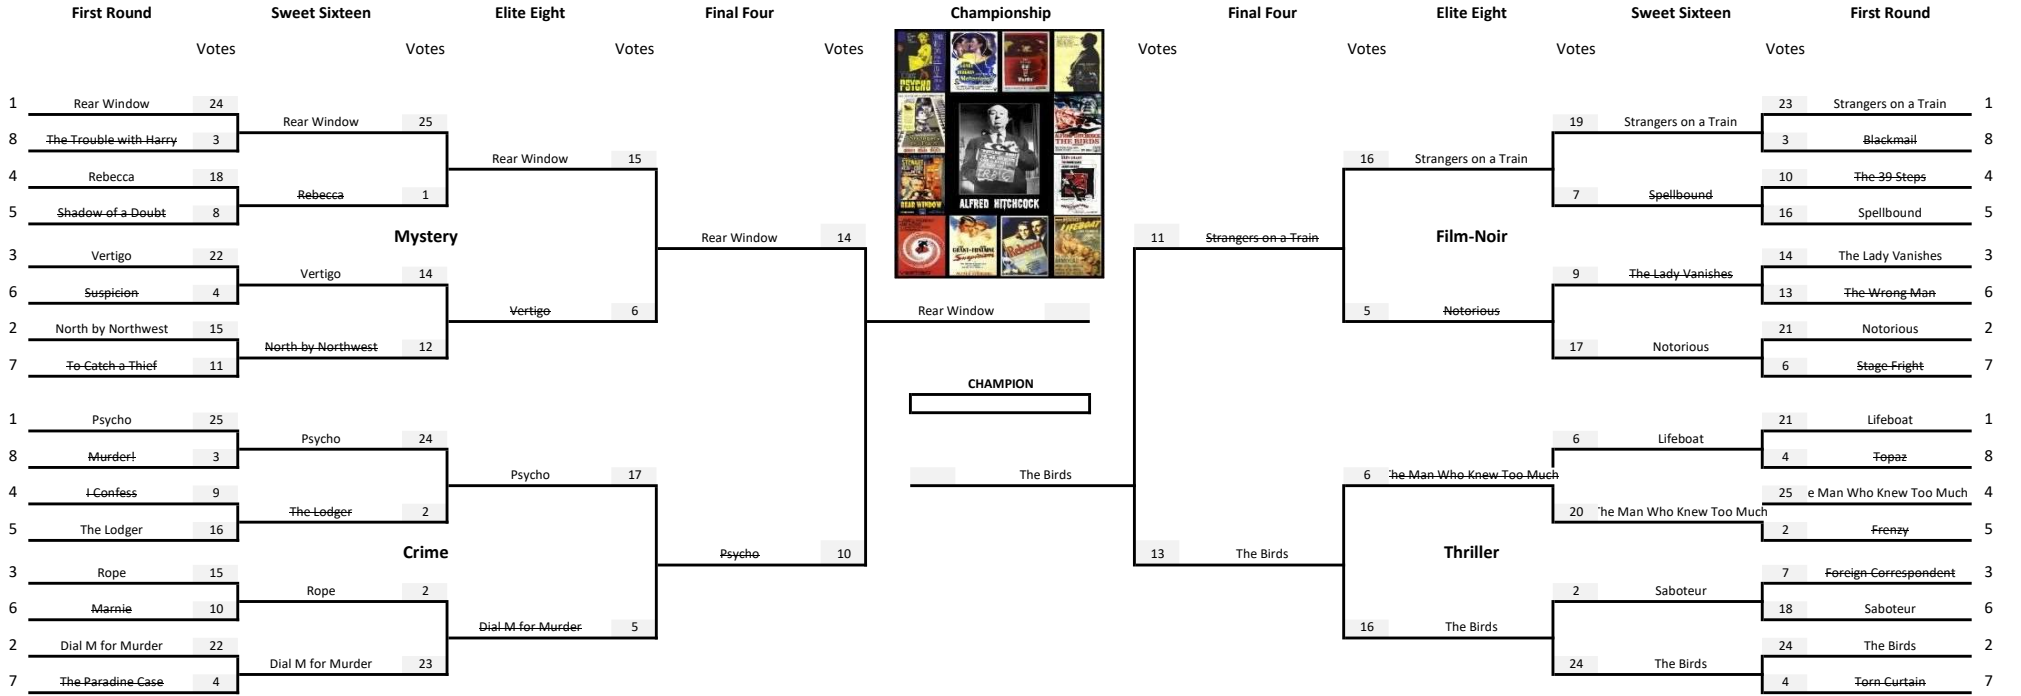 First Round Sweet Sixteen Elite Eight Final Four Championship Final Four Elite Eight Sweet Sixteen First Round
Votes Votes Votes Votes Votes Votes Votes Votes
PSYCHO
THE BIRDS
REAR WINDOW
ALFRED HITCHCOCK
Suspicion
Rebecca
LIFEBOAT
1 Rear Window 24 23 Strangers on a Train 1
Rear Window 25 19 Strangers on a Train
8 The Trouble with Harry 3 3 Blackmail 8
Rear Window 15 16 Strangers on a Train
4 Rebecca 18 10 The 39 Steps 4
Rebecca 1 7 Spellbound
5 Shadow of a Doubt 8 16 Spellbound 5
Mystery Rear Window 14 11 Strangers on a Train Film-Noir
3 Vertigo 22 14 The Lady Vanishes 3
Vertigo 14 9 The Lady Vanishes
6 Suspicion 4 13 The Wrong Man 6
Vertigo 6 Rear Window 5 Notorious
2 North by Northwest 15 21 Notorious 2
North by Northwest 12 17 Notorious
7 To Catch a Thief 11 6 Stage Fright 7
CHAMPION
1 Psycho 25 21 Lifeboat 1
Psycho 24 6 Lifeboat
8 Murder! 3 4 Topaz 8
Psycho 17 The Birds 6 The Man Who Knew Too Much
4 I Confess 9 25 e Man Who Knew Too Much 4
The Lodger 2 20 The Man Who Knew Too Much
5 The Lodger 16 2 Frenzy 5
Crime Psycho 10 13 The Birds Thriller
3 Rope 15 7 Foreign Correspondent 3
Rope 2 2 Saboteur
6 Marnie 10 18 Saboteur 6
Dial M for Murder 5 16 The Birds
2 Dial M for Murder 22 24 The Birds 2
Dial M for Murder 23 24 The Birds
7 The Paradine Case 4 4 Torn Curtain 7